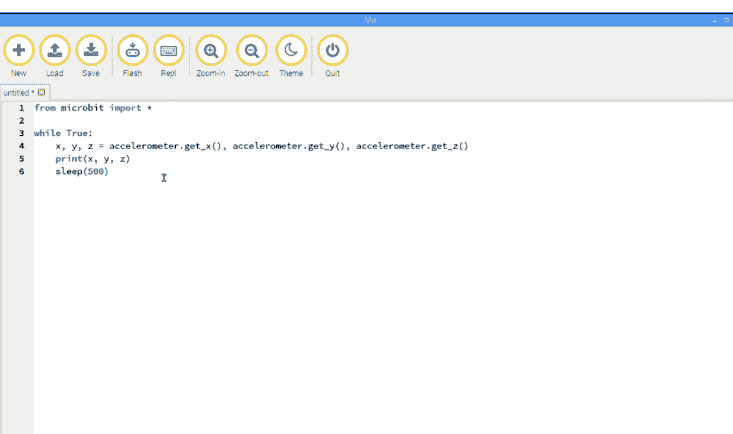 Mu
New Load Save Flash Repl Zoom-in Zoom-out Theme Quit
untitled *
1 from microbit import *
2
3 while True:
4     x, y, z = accelerometer.get_x(), accelerometer.get_y(), accelerometer.get_z()
5     print(x, y, z)
6     sleep(500)